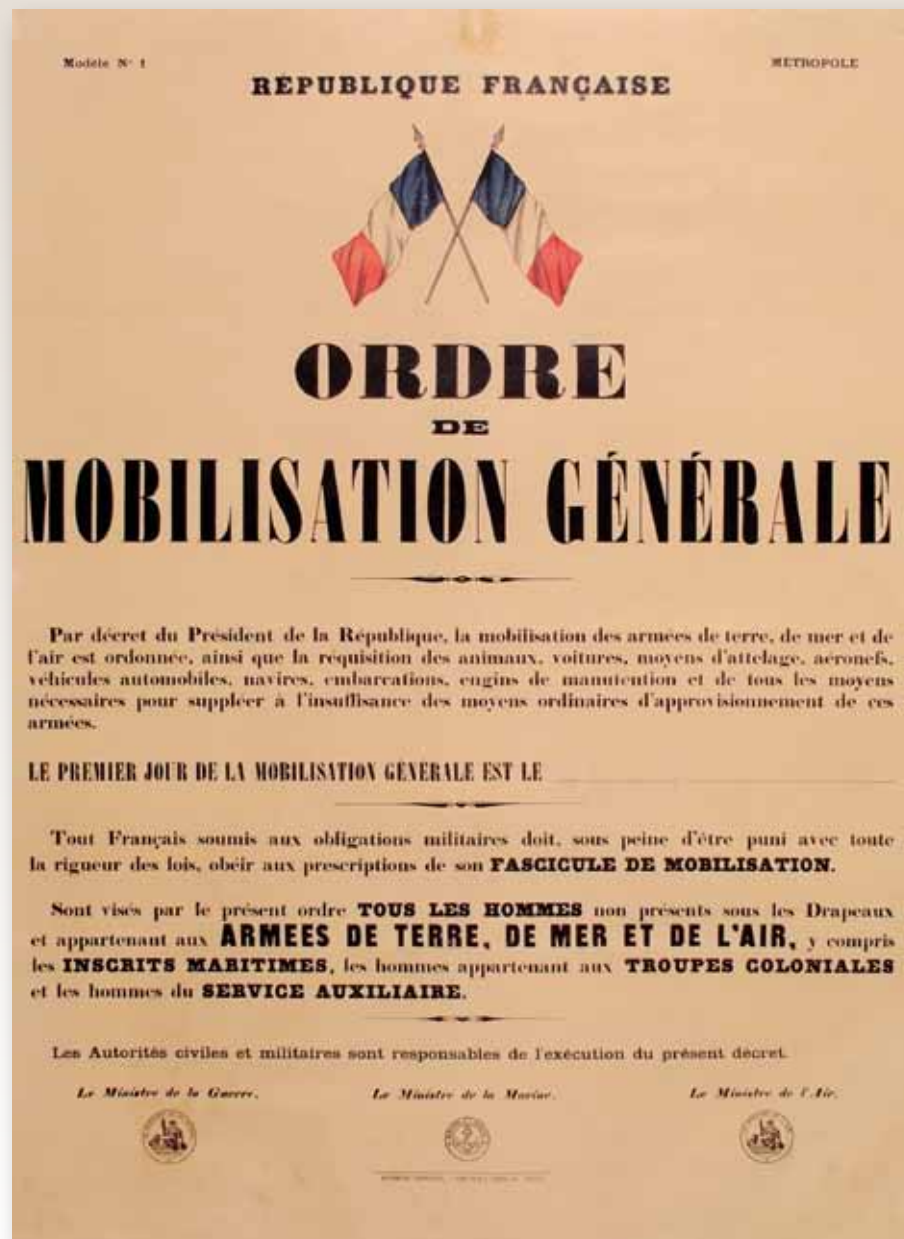 Modèle N° 1
MÉTROPOLE
RÉPUBLIQUE FRANÇAISE
ORDRE
DE
MOBILISATION GÉNÉRALE
Par décret du Président de la République, la mobilisation des armées de terre, de mer et de
l'air est ordonnée, ainsi que la réquisition des animaux, voitures, moyens d'attelage, aéronefs,
véhicules automobiles, navires, embarcations, engins de manutention et de tous les moyens
nécessaires pour suppléer à l'insuffisance des moyens ordinaires d'approvisionnement de ces
armées.
LE PREMIER JOUR DE LA MOBILISATION GÉNÉRALE EST LE
Tout Français soumis aux obligations militaires doit, sous peine d'être puni avec toute
la rigueur des lois, obéir aux prescriptions de son FASCICULE DE MOBILISATION.
Sont visés par le présent ordre TOUS LES HOMMES non présents sous les Drapeaux
et appartenant aux ARMÉES DE TERRE, DE MER ET DE L'AIR, y compris
les INSCRITS MARITIMES, les hommes appartenant aux TROUPES COLONIALES
et les hommes du SERVICE AUXILIAIRE.
Les Autorités civiles et militaires sont responsables de l'exécution du présent décret.
Le Ministre de la Guerre,
Le Ministre de la Marine,
Le Ministre de l'Air,